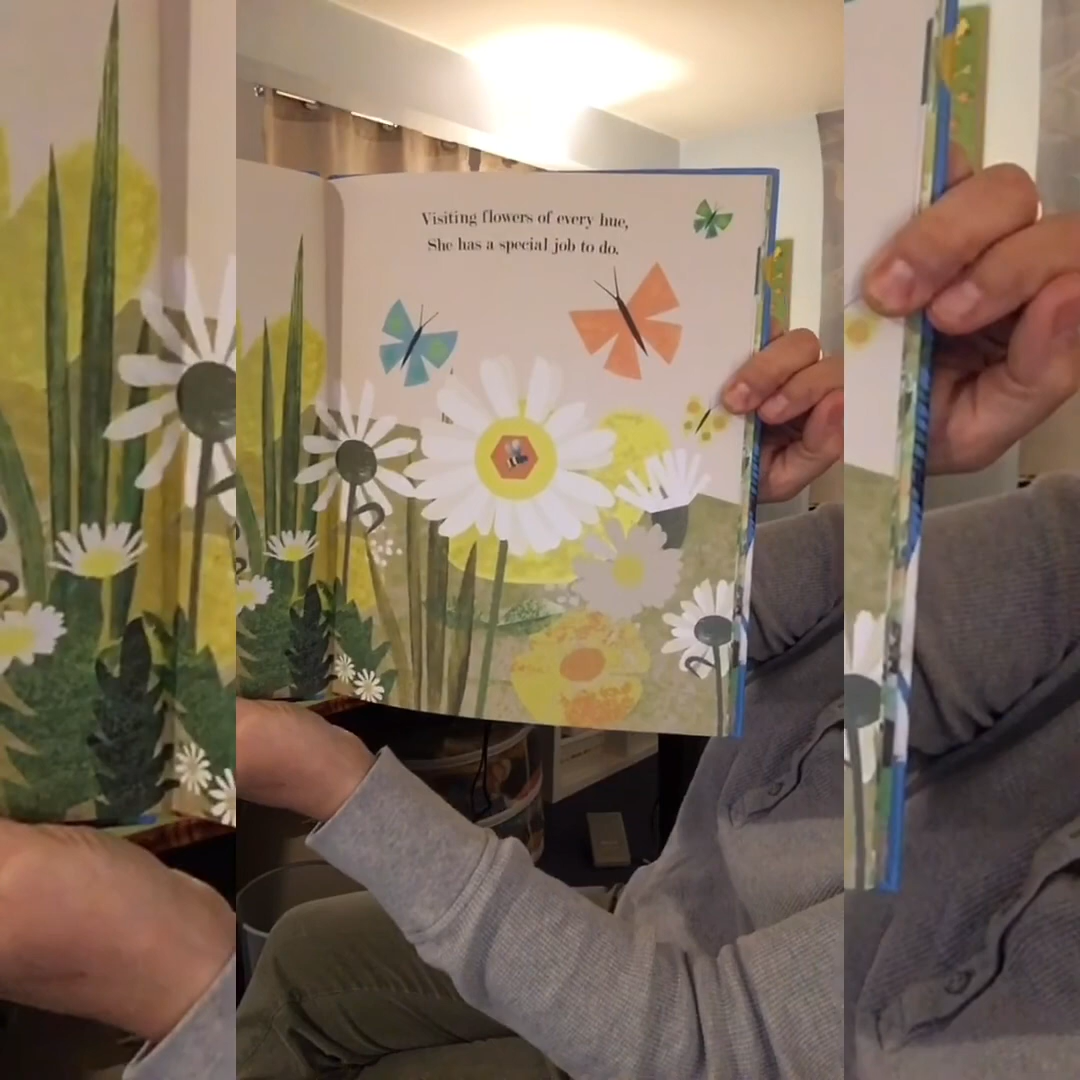 Visiting flowers of every hue,
She has a special job to do.